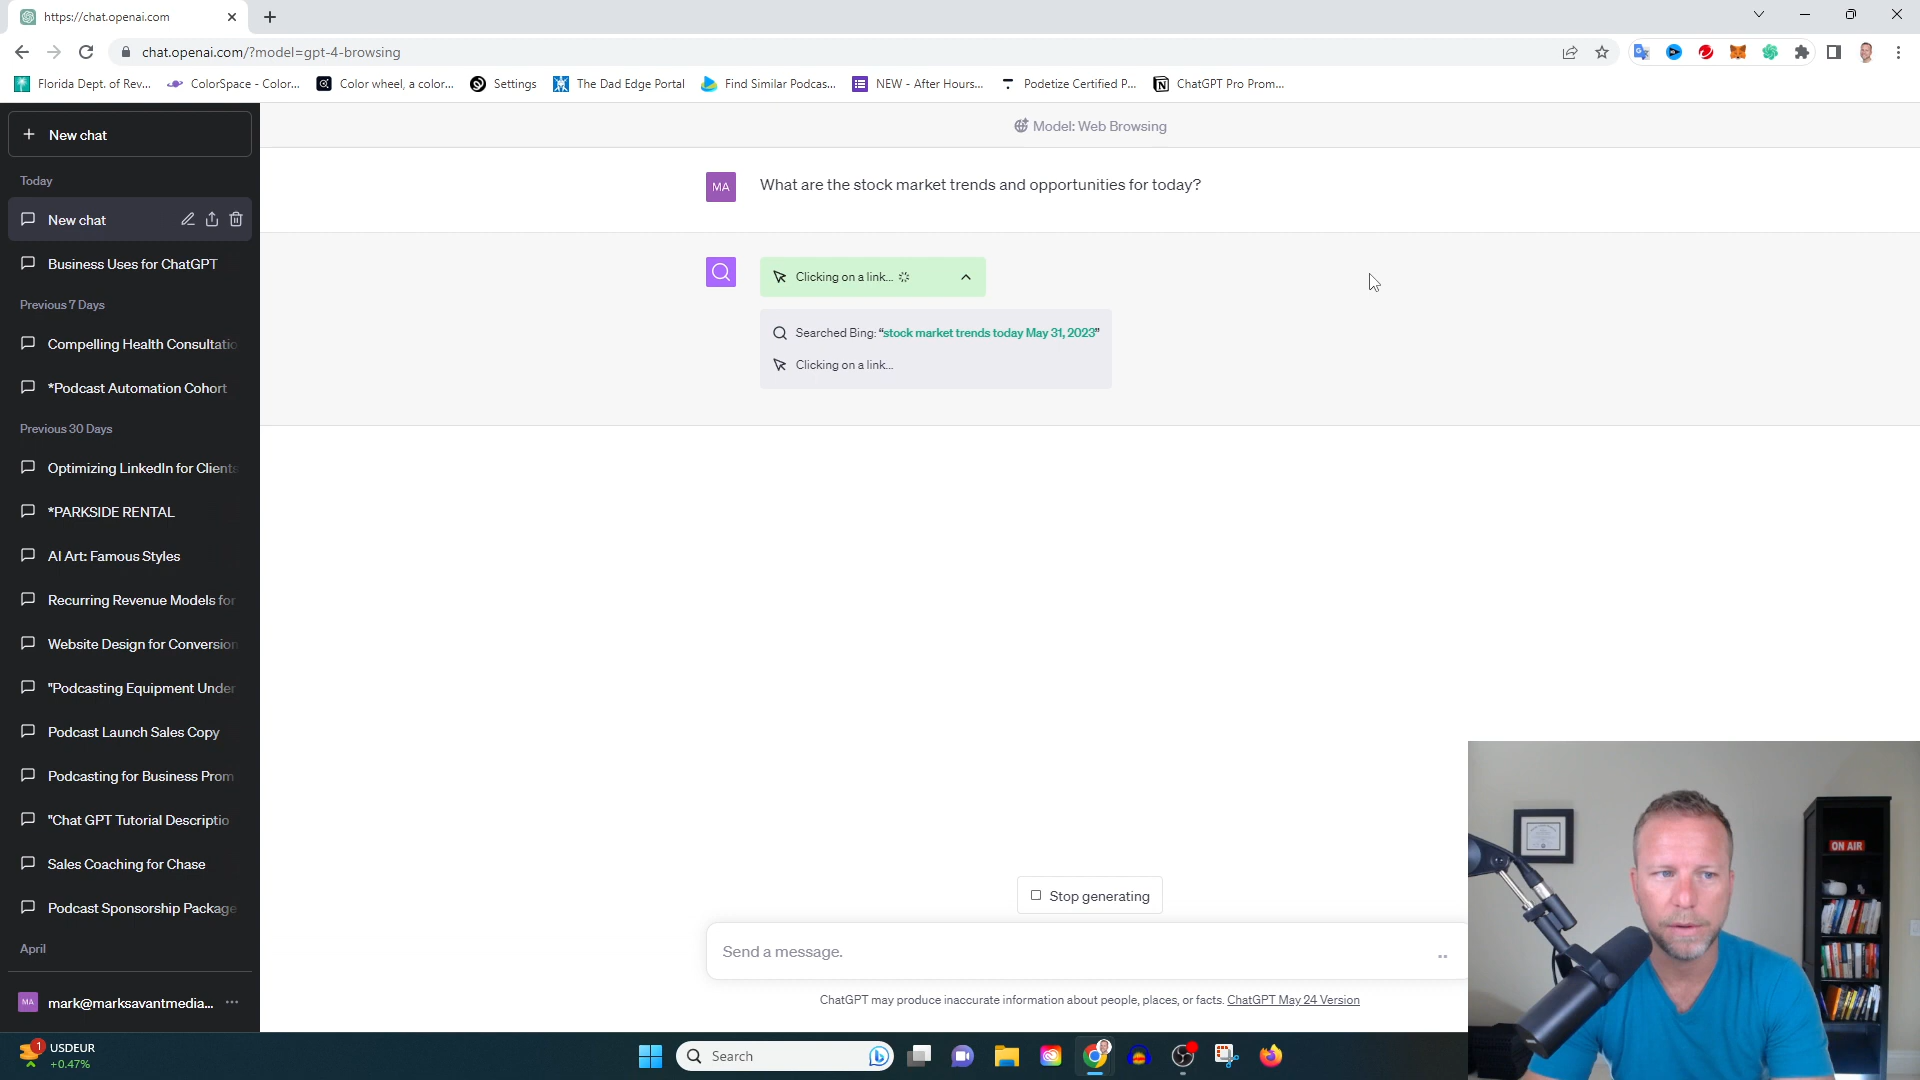 https://chat.openai.com
chat.openai.com/?model=gpt-4-browsing
Florida Dept. of Rev...
ColorSpace - Color...
Color wheel, a color...
Settings
The Dad Edge Portal
Find Similar Podcas...
NEW - After Hours...
Podetize Certified P...
ChatGPT Pro Prom...
New chat
Today
New chat
Business Uses for ChatGPT
Previous 7 Days
Compelling Health Consultatio
*Podcast Automation Cohort
Previous 30 Days
Optimizing LinkedIn for Clients
*PARKSIDE RENTAL
AI Art: Famous Styles
Recurring Revenue Models for
Website Design for Conversion
"Podcasting Equipment Under
Podcast Launch Sales Copy
Podcasting for Business Prom
"Chat GPT Tutorial Descriptio
Sales Coaching for Chase
Podcast Sponsorship Package
April
MA mark@marksavantmedia... ...
Model: Web Browsing
MA What are the stock market trends and opportunities for today?
Clicking on a link...
Searched Bing: “stock market trends today May 31, 2023”
Clicking on a link...
Stop generating
Send a message.
ChatGPT may produce inaccurate information about people, places, or facts. ChatGPT May 24 Version
ON AIR
1
USDEUR
+0.47%
Search